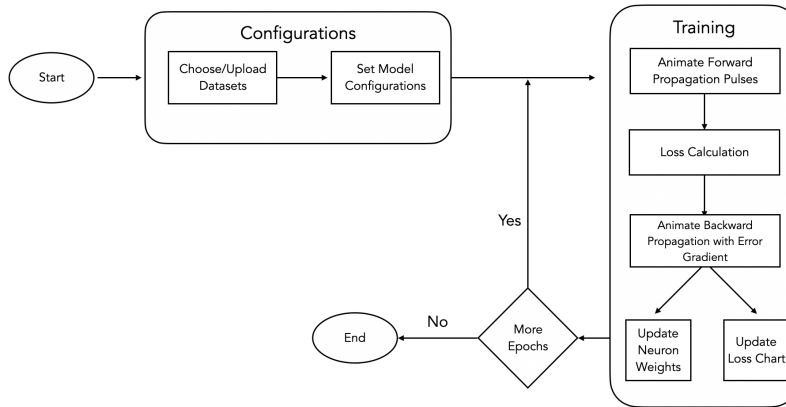 Configurations
Training
Start
Choose/Upload
Datasets
Set Model
Configurations
Animate Forward
Propagation Pulses
Loss Calculation
Animate Backward
Propagation with Error
Gradient
Yes
No
End
More
Epochs
Update
Neuron
Weights
Update
Loss Chart